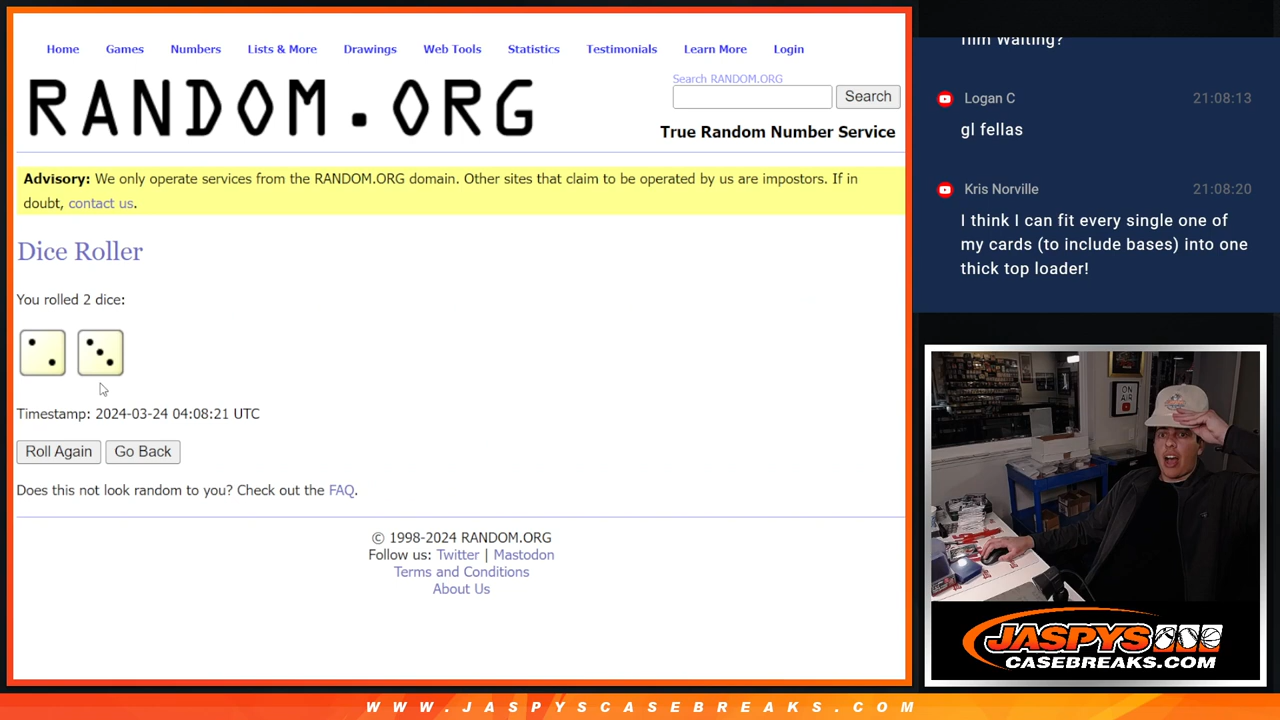 Home Games Numbers Lists & More Drawings Web Tools Statistics Testimonials Learn More Login
RANDOM.ORG
Search RANDOM.ORG
Search
True Random Number Service
Advisory: We only operate services from the RANDOM.ORG domain. Other sites that claim to be operated by us are impostors. If in
doubt, contact us.
Dice Roller
You rolled 2 dice:
Timestamp: 2024-03-24 04:08:21 UTC
Roll Again Go Back
Does this not look random to you? Check out the FAQ.
© 1998-2024 RANDOM.ORG
Follow us: Twitter | Mastodon
Terms and Conditions
About Us
him Waiting?
Logan C 21:08:13
gl fellas
Kris Norville 21:08:20
I think I can fit every single one of
my cards (to include bases) into one
thick top loader!
ON
AIR
JASPYS
CASEBREAKS.COM
WWW.JASPYSCASEBREAKS.COM